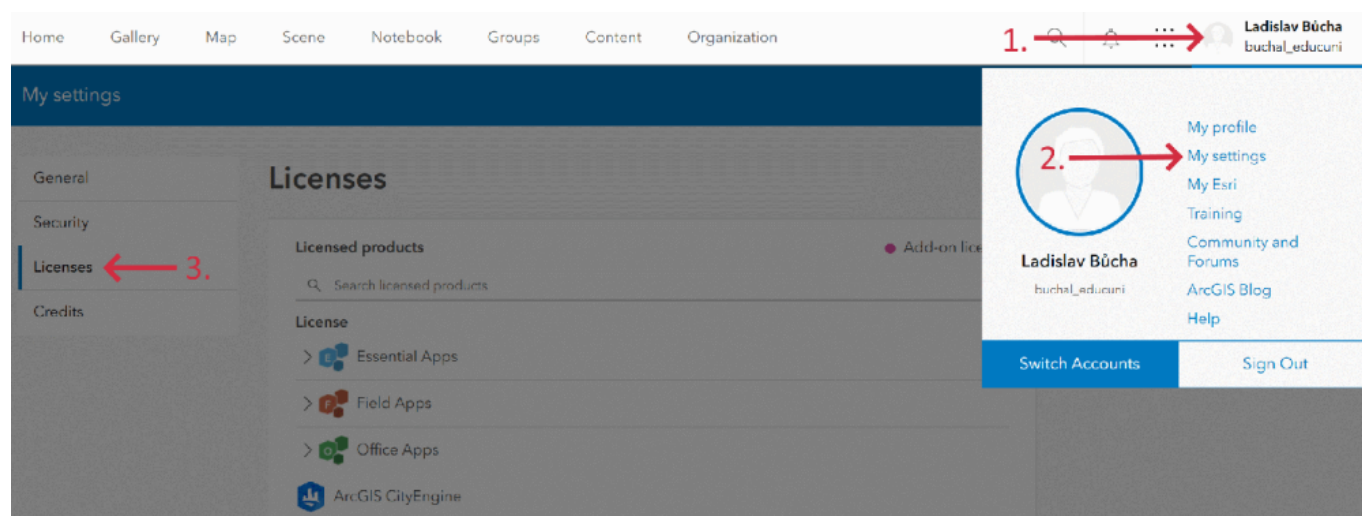 Home Gallery Map Scene Notebook Groups Content Organization 1. Ladislav Bůcha
buchal_educuni
My settings
General
Security
Licenses 3.
Credits
Licenses
Licensed products Add-on lice
Search licensed products
License
Essential Apps
Field Apps
Office Apps
ArcGIS CityEngine
2.
Ladislav Bůcha
buchal_educuni
My profile
My settings
My Esri
Training
Community and
Forums
ArcGIS Blog
Help
Switch Accounts Sign Out